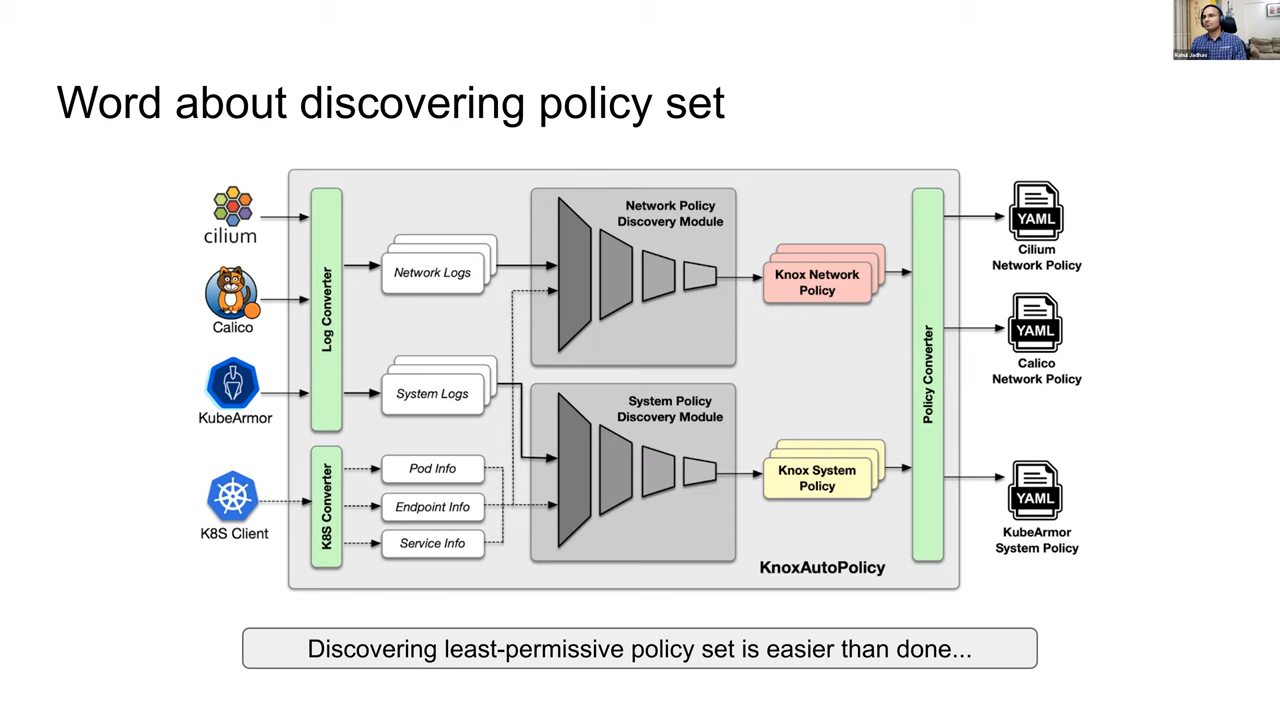 Rahul Jadhav
Word about discovering policy set
cilium
Calico
KubeArmor
K8S Client
Log Converter
K8S Converter
Network Logs
System Logs
Pod Info
Endpoint Info
Service Info
Network Policy
Discovery Module
System Policy
Discovery Module
Knox Network
Policy
Knox System
Policy
KnoxAutoPolicy
Policy Converter
YAML
Cilium
Network Policy
YAML
Calico
Network Policy
YAML
KubeArmor
System Policy
Discovering least-permissive policy set is easier than done...